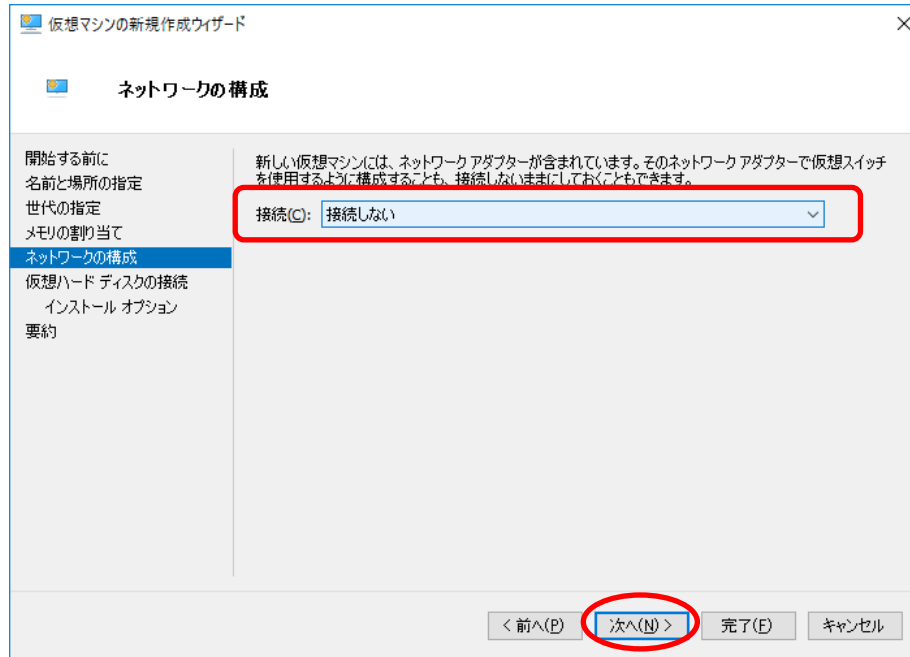 仮想マシンの新規作成ウィザード
ネットワークの構成
開始する前に
名前と場所の指定
世代の指定
メモリの割り当て
ネットワークの構成
仮想ハード ディスクの接続
インストール オプション
要約
新しい仮想マシンには、ネットワーク アダプターが含まれています。そのネットワーク アダプターで仮想スイッチ
を使用するように構成することも、接続しないままにしておくこともできます。
接続(C): 接続しない
< 前へ(P) 次へ(N) > 完了(F) キャンセル